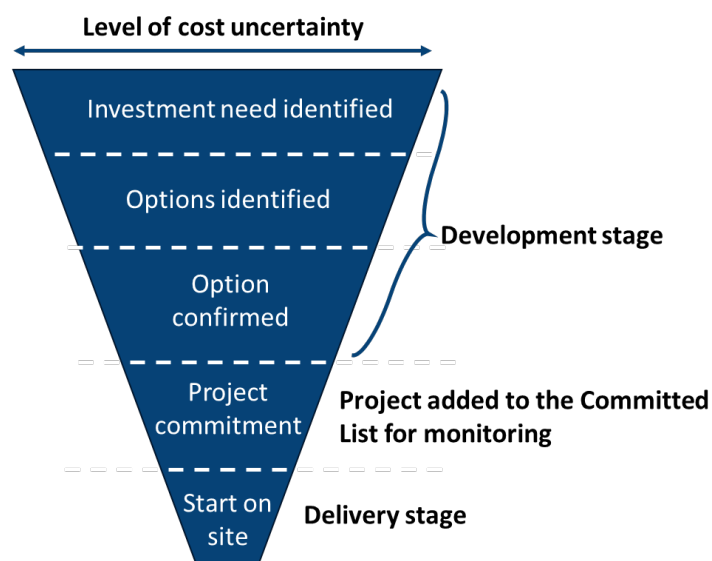 Level of cost uncertainty
Investment need identified
Options identified
Development stage
Option
confirmed
Project
commitment
Project added to the Committed
List for monitoring
Start on
site
Delivery stage